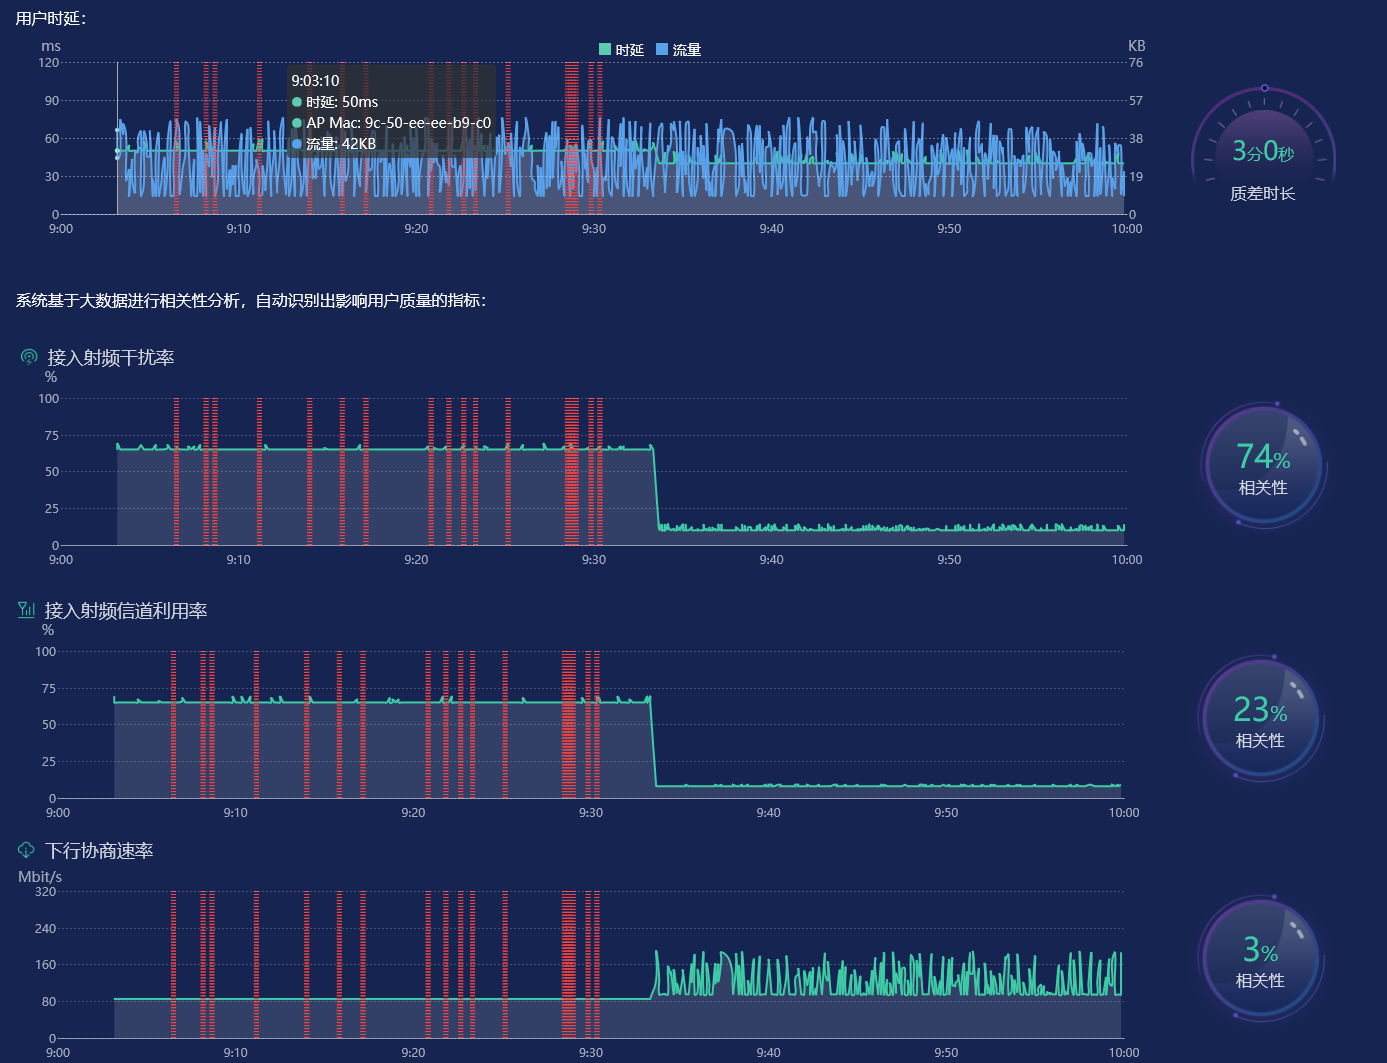 用户时延：
ms
时延 流量
KB
120
90
60
30
0
76
57
38
19
0
9:03:10
时延: 50ms
AP Mac: 9c-50-ee-ee-b9-c0
流量: 42KB
9:00 9:10 9:20 9:30 9:40 9:50 10:00
3分0秒
质差时长
系统基于大数据进行相关性分析，自动识别出影响用户质量的指标：
接入射频干扰率
%
100
75
50
25
0
9:00 9:10 9:20 9:30 9:40 9:50 10:00
74%
相关性
接入射频信道利用率
%
100
75
50
25
0
9:00 9:10 9:20 9:30 9:40 9:50 10:00
23%
相关性
下行协商速率
Mbit/s
320
240
160
80
0
9:00 9:10 9:20 9:30 9:40 9:50 10:00
3%
相关性